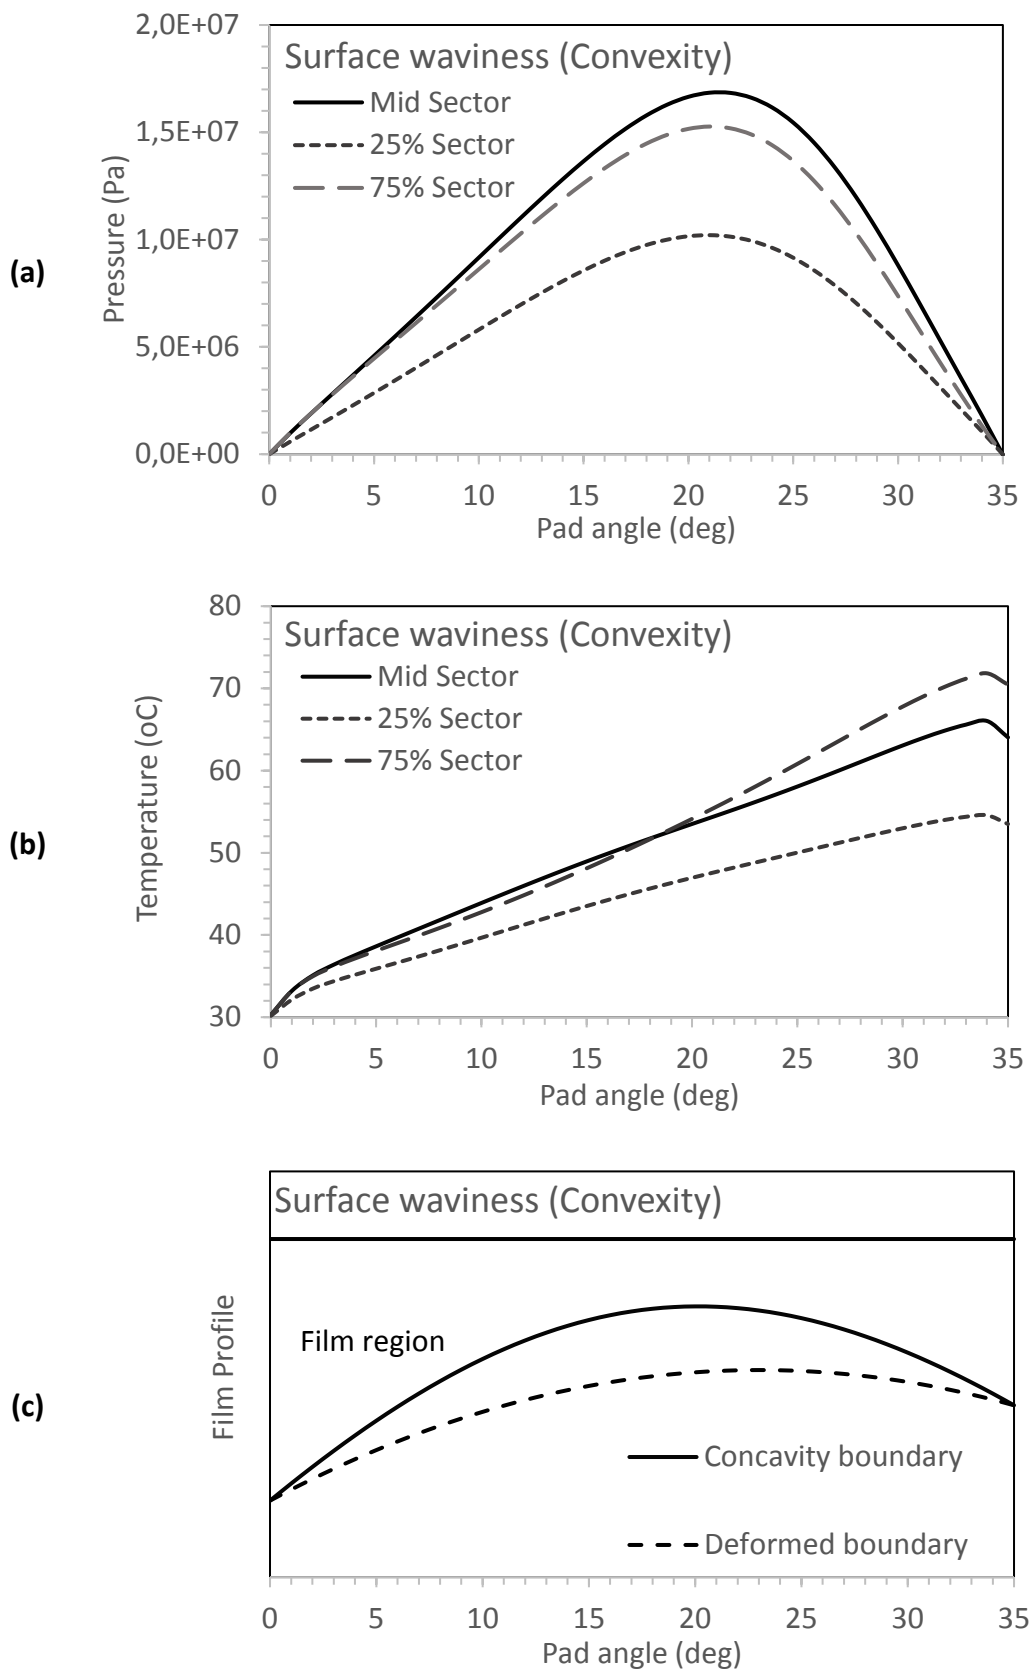 2,0E+07
Surface waviness (Convexity)
Mid Sector
1,5E+07
25% Sector
75% Sector
Pressure (Pa)
1,0E+07
(a)
5,0E+06
0,0E+00
0 5 10 15 20 25 30 35
Pad angle (deg)
80
Surface waviness (Convexity)
Mid Sector
70
25% Sector
75% Sector
60
Temperature (oC)
(b)
50
40
30
0 5 10 15 20 25 30 35
Pad angle (deg)
Surface waviness (Convexity)
Film region
Film Profile
(c)
Concavity boundary
Deformed boundary
0 5 10 15 20 25 30 35
Pad angle (deg)